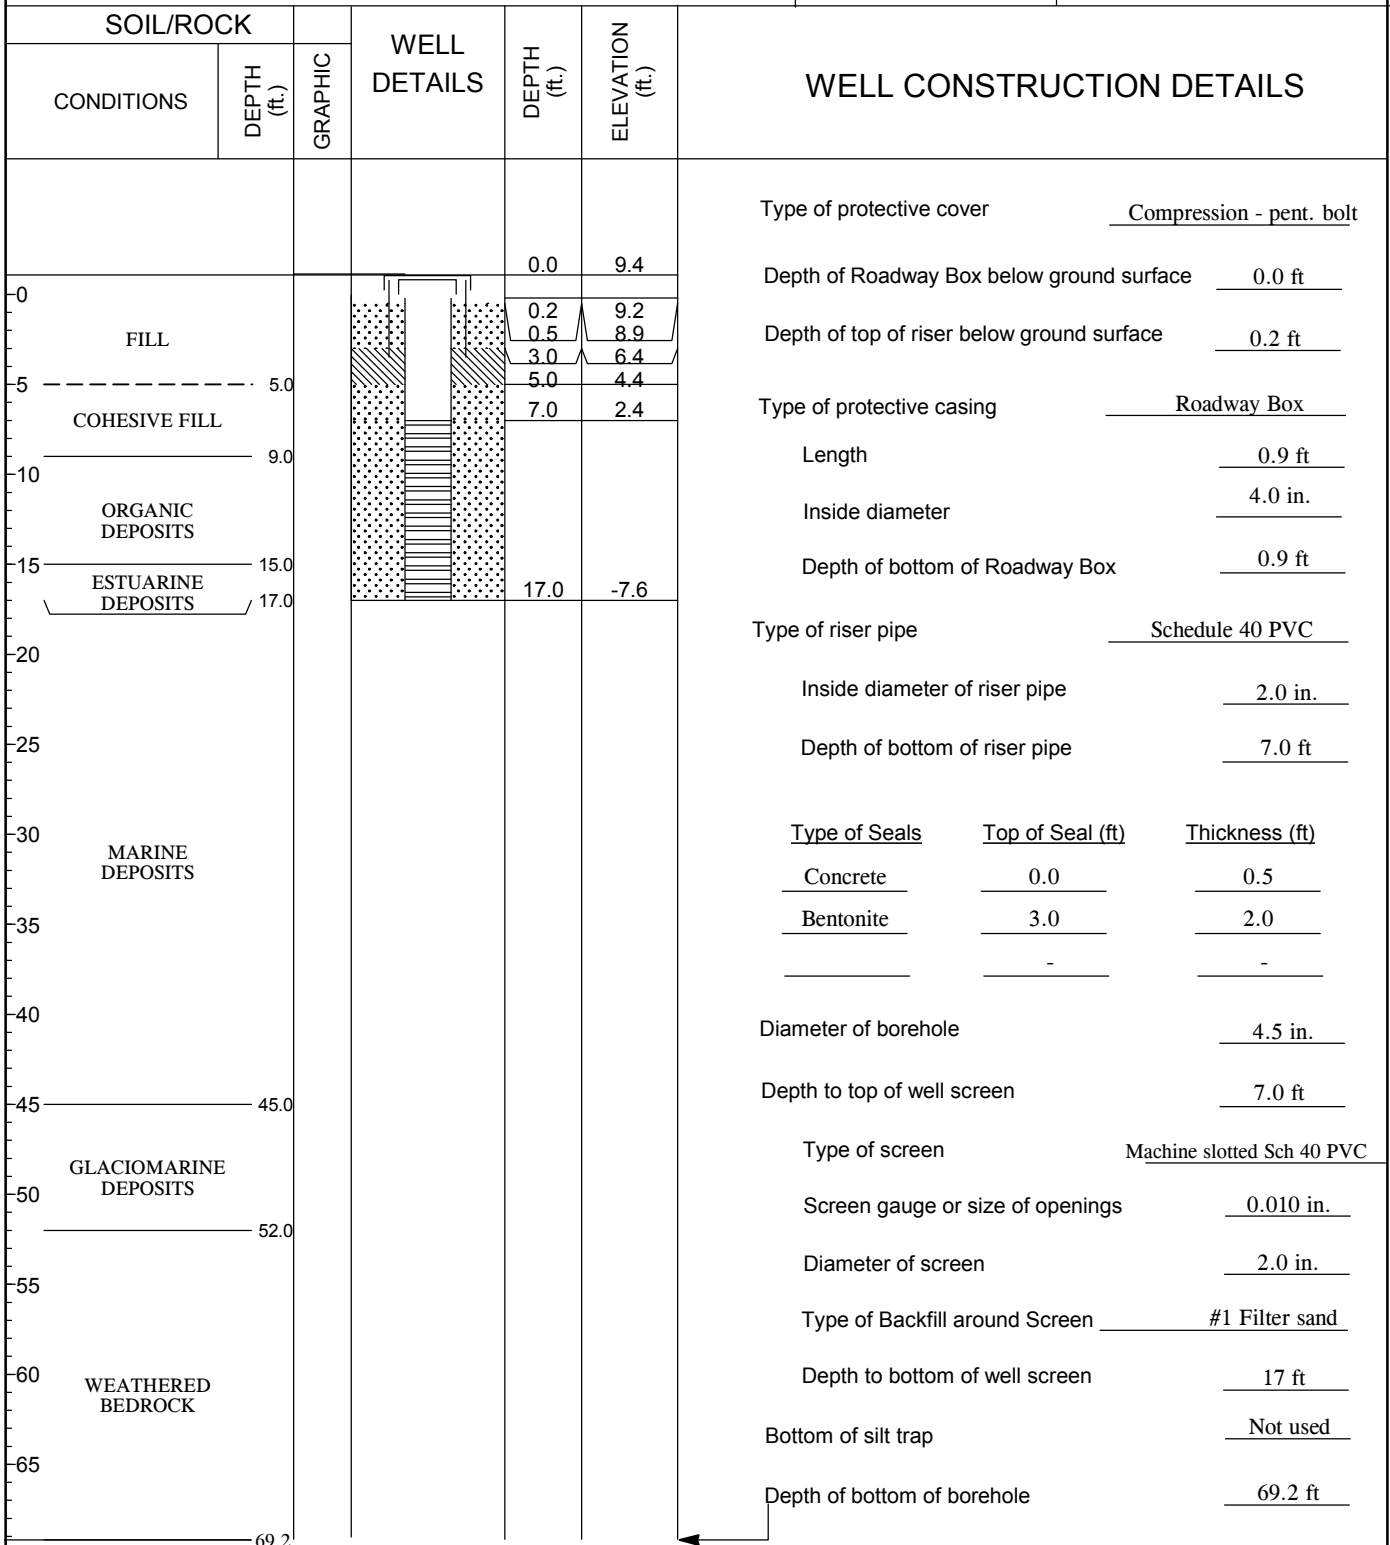 SOIL/ROCK
CONDITIONS
DEPTH (ft.)
GRAPHIC
WELL
DETAILS
DEPTH (ft.)
ELEVATION (ft.)
WELL CONSTRUCTION DETAILS
0.0 9.4
0.2 9.2
0.5 8.9
3.0 6.4
5.0 4.4
7.0 2.4
17.0 -7.6
0
FILL
5 5.0
COHESIVE FILL
9.0
10
ORGANIC
DEPOSITS
15 15.0
ESTUARINE
DEPOSITS 17.0
20
25
30
MARINE
DEPOSITS
35
40
45 45.0
GLACIOMARINE
DEPOSITS
50
52.0
55
60
WEATHERED
BEDROCK
65
69.2
Type of protective cover Compression - pent. bolt
Depth of Roadway Box below ground surface 0.0 ft
Depth of top of riser below ground surface 0.2 ft
Type of protective casing Roadway Box
Length 0.9 ft
Inside diameter 4.0 in.
Depth of bottom of Roadway Box 0.9 ft
Type of riser pipe Schedule 40 PVC
Inside diameter of riser pipe 2.0 in.
Depth of bottom of riser pipe 7.0 ft
Type of Seals Top of Seal (ft) Thickness (ft)
Concrete 0.0 0.5
Bentonite 3.0 2.0
- -
Diameter of borehole 4.5 in.
Depth to top of well screen 7.0 ft
Type of screen Machine slotted Sch 40 PVC
Screen gauge or size of openings 0.010 in.
Diameter of screen 2.0 in.
Type of Backfill around Screen #1 Filter sand
Depth to bottom of well screen 17 ft
Bottom of silt trap Not used
Depth of bottom of borehole 69.2 ft